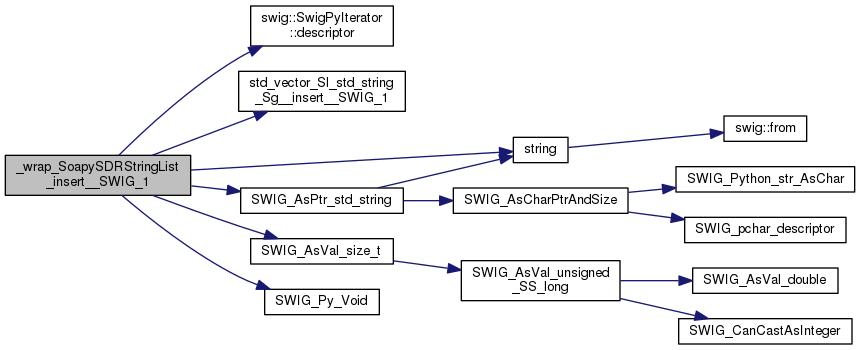 _wrap_SoapySDRStringList
_insert__SWIG_1
swig::SwigPyIterator
::descriptor
std_vector_Sl_std_string
_Sg__insert__SWIG_1
string
swig::from
SWIG_AsPtr_std_string
SWIG_AsCharPtrAndSize
SWIG_Python_str_AsChar
SWIG_pchar_descriptor
SWIG_AsVal_size_t
SWIG_AsVal_unsigned
_SS_long
SWIG_AsVal_double
SWIG_CanCastAsInteger
SWIG_Py_Void